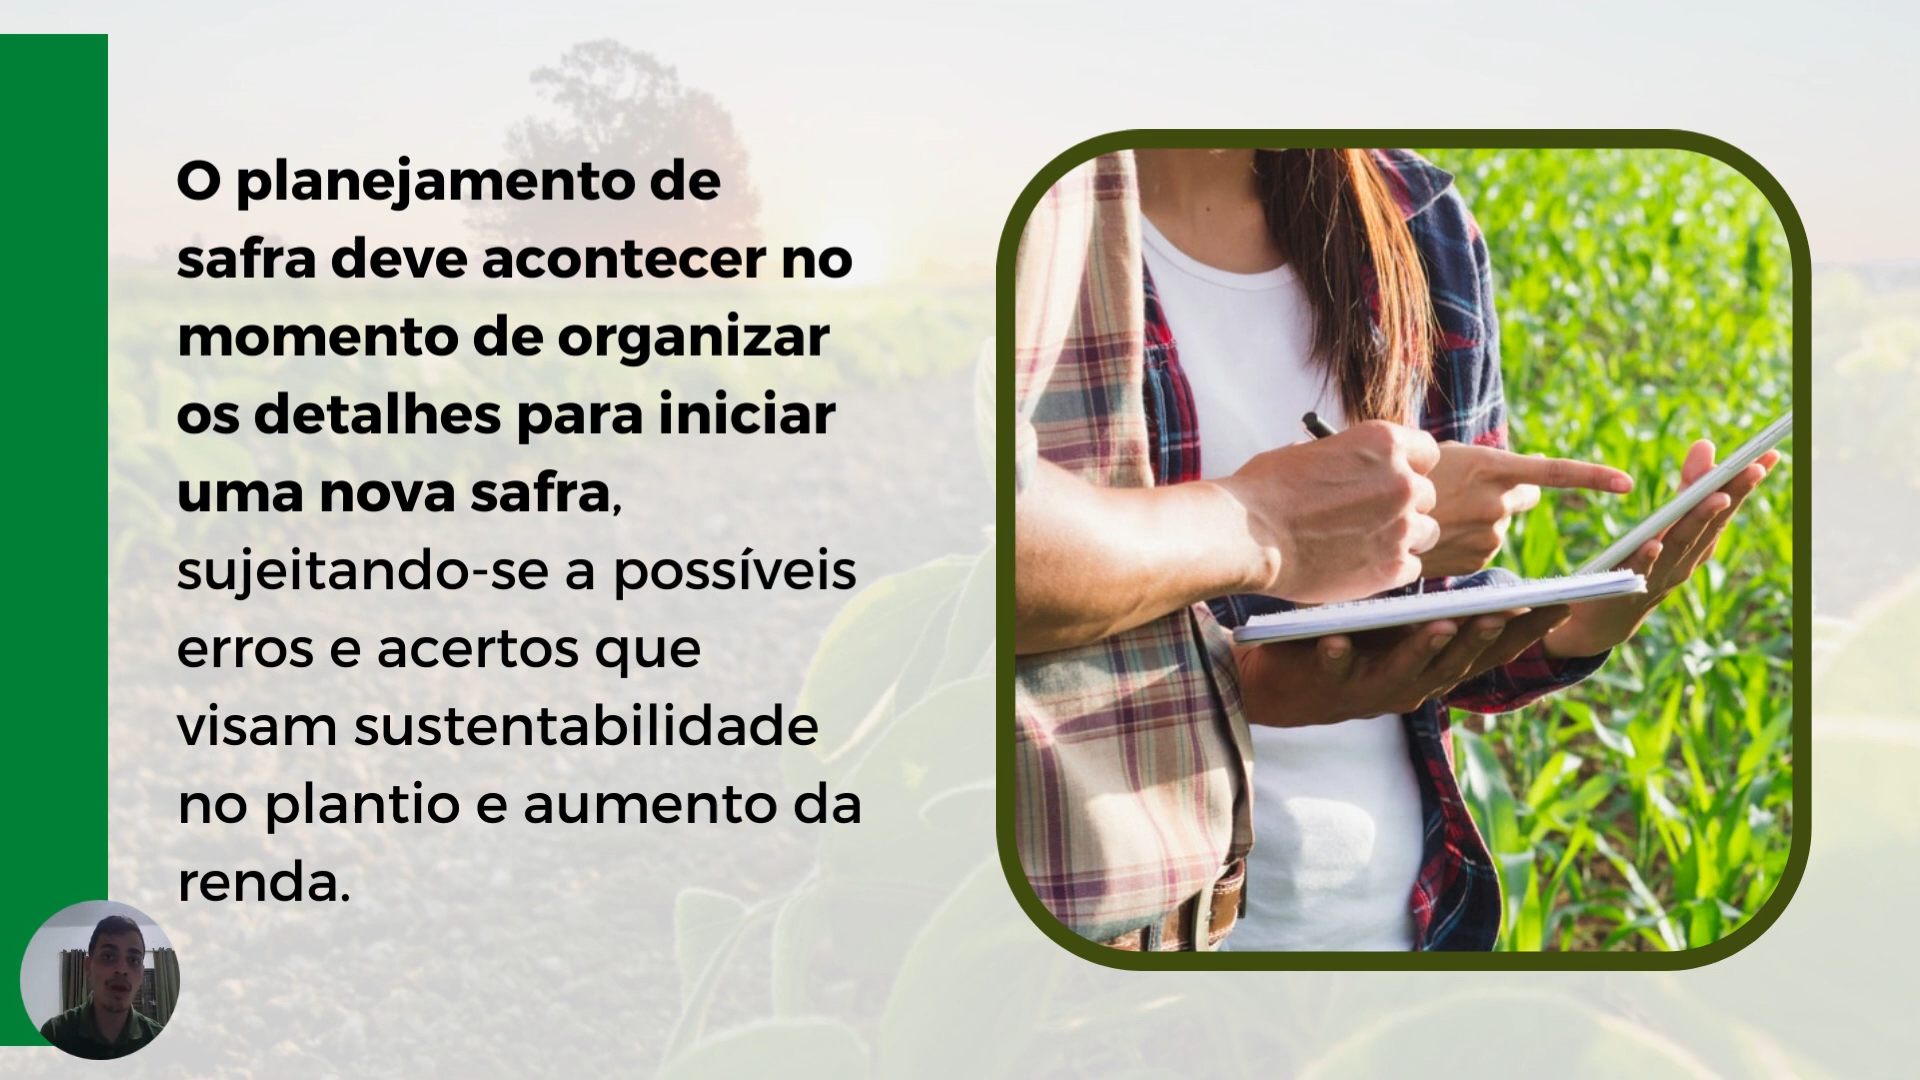 O planejamento de
safra deve acontecer no
momento de organizar
os detalhes para iniciar
uma nova safra,
sujeitando-se a possíveis
erros e acertos que
visam sustentabilidade
no plantio e aumento da
renda.